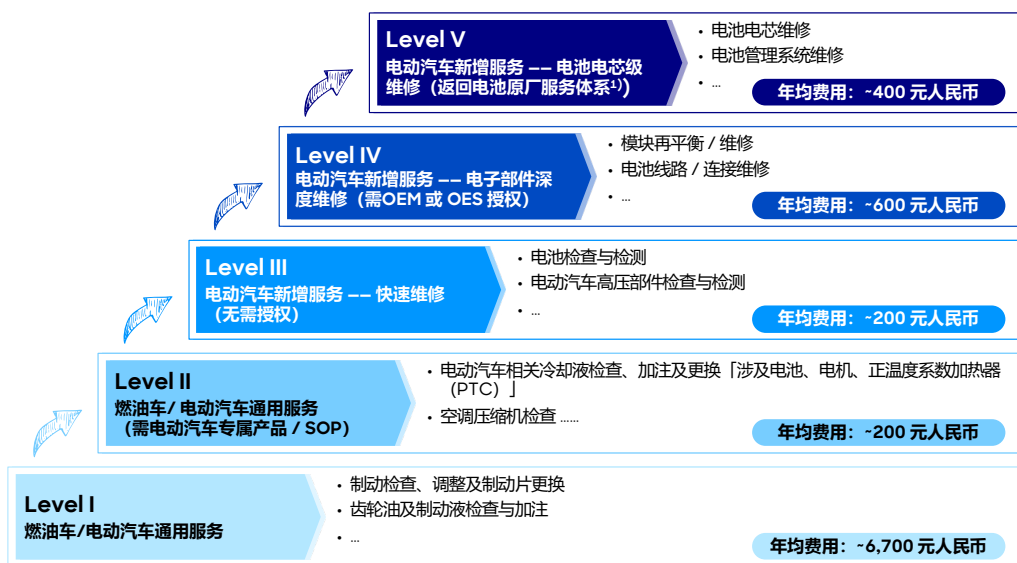 Level V
电动汽车新增服务 –– 电池电芯级
维修（返回电池原厂服务体系¹⁾）
• 电池电芯维修
• 电池管理系统维修
• ...
年均费用：~400 元人民币
Level IV
电动汽车新增服务 –– 电子部件深
度维修（需OEM 或 OES 授权）
• 模块再平衡 / 维修
• 电池线路 / 连接维修
• ...
年均费用：~600 元人民币
Level III
电动汽车新增服务 –– 快速维修
（无需授权）
• 电池检查与检测
• 电动汽车高压部件检查与检测
• ...
年均费用：~200 元人民币
Level II
燃油车/ 电动汽车通用服务
（需电动汽车专属产品 / SOP）
• 电动汽车相关冷却液检查、加注及更换「涉及电池、电机、正温度系数加热器
（PTC）」
• 空调压缩机检查 ......
年均费用：~200 元人民币
Level I
燃油车/电动汽车通用服务
• 制动检查、调整及制动片更换
• 齿轮油及制动液检查与加注
• ...
年均费用：~6,700 元人民币